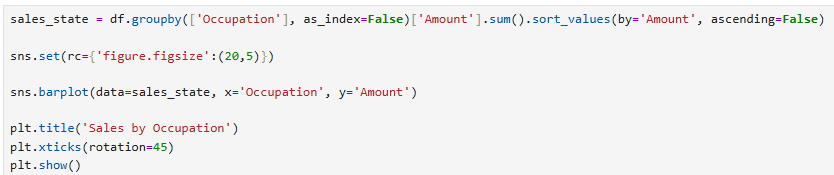 sales_state = df.groupby(['Occupation'], as_index=False)['Amount'].sum().sort_values(by='Amount', ascending=False)
sns.set(rc={'figure.figsize':(20,5)})
sns.barplot(data=sales_state, x='Occupation', y='Amount')
plt.title('Sales by Occupation')
plt.xticks(rotation=45)
plt.show()